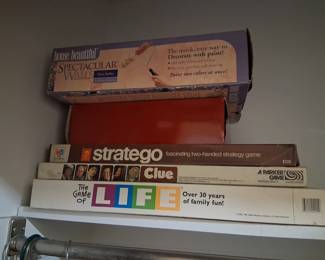 house beautiful
SPECTACULAR
WALLS
The quick, easy way to
Decorate with paint!
Paint two colors at once!
stratego fascinating two-handed strategy game
Clue
A PARKER
GAME
THE
GAME
OF
LIFE
Over 30 years
of family fun!